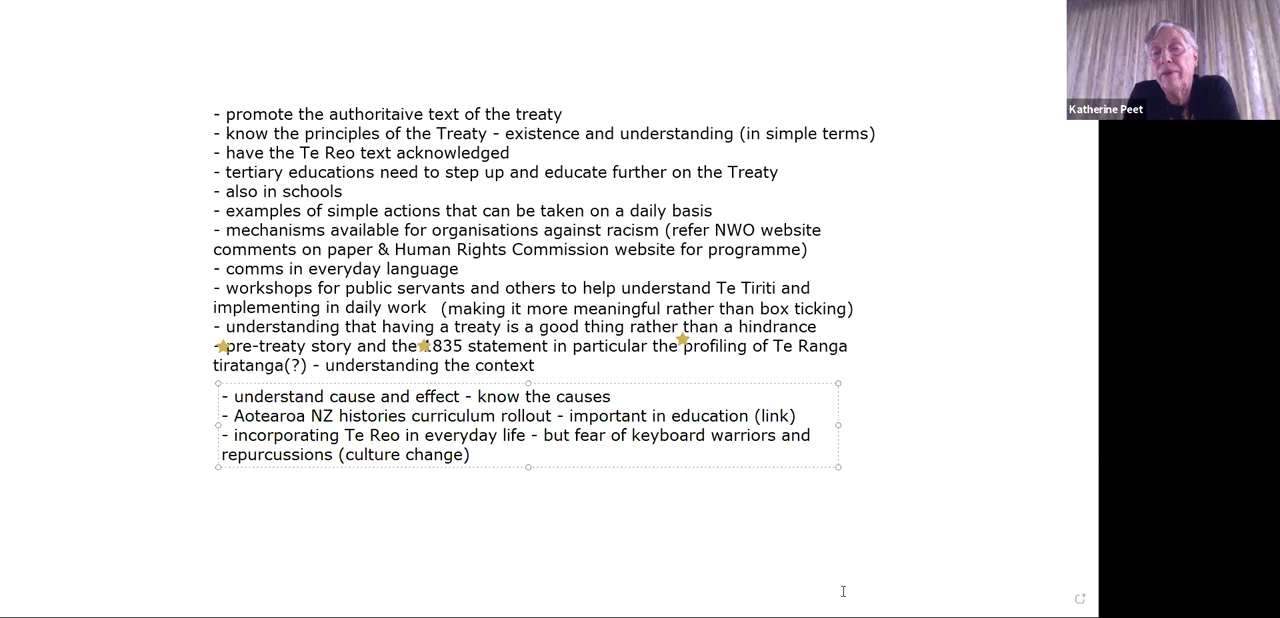 - promote the authoritaive text of the treaty
- know the principles of the Treaty - existence and understanding (in simple terms)
- have the Te Reo text acknowledged
- tertiary educations need to step up and educate further on the Treaty
- also in schools
- examples of simple actions that can be taken on a daily basis
- mechanisms available for organisations against racism (refer NWO website
comments on paper & Human Rights Commission website for programme)
- comms in everyday language
- workshops for public servants and others to help understand Te Tiriti and
implementing in daily work (making it more meaningful rather than box ticking)
- understanding that having a treaty is a good thing rather than a hindrance
- pre-treaty story and the 1835 statement in particular the profiling of Te Ranga
tiratanga(?) - understanding the context
- understand cause and effect - know the causes
- Aotearoa NZ histories curriculum rollout - important in education (link)
- incorporating Te Reo in everyday life - but fear of keyboard warriors and
repurcussions (culture change)
Katherine Peet